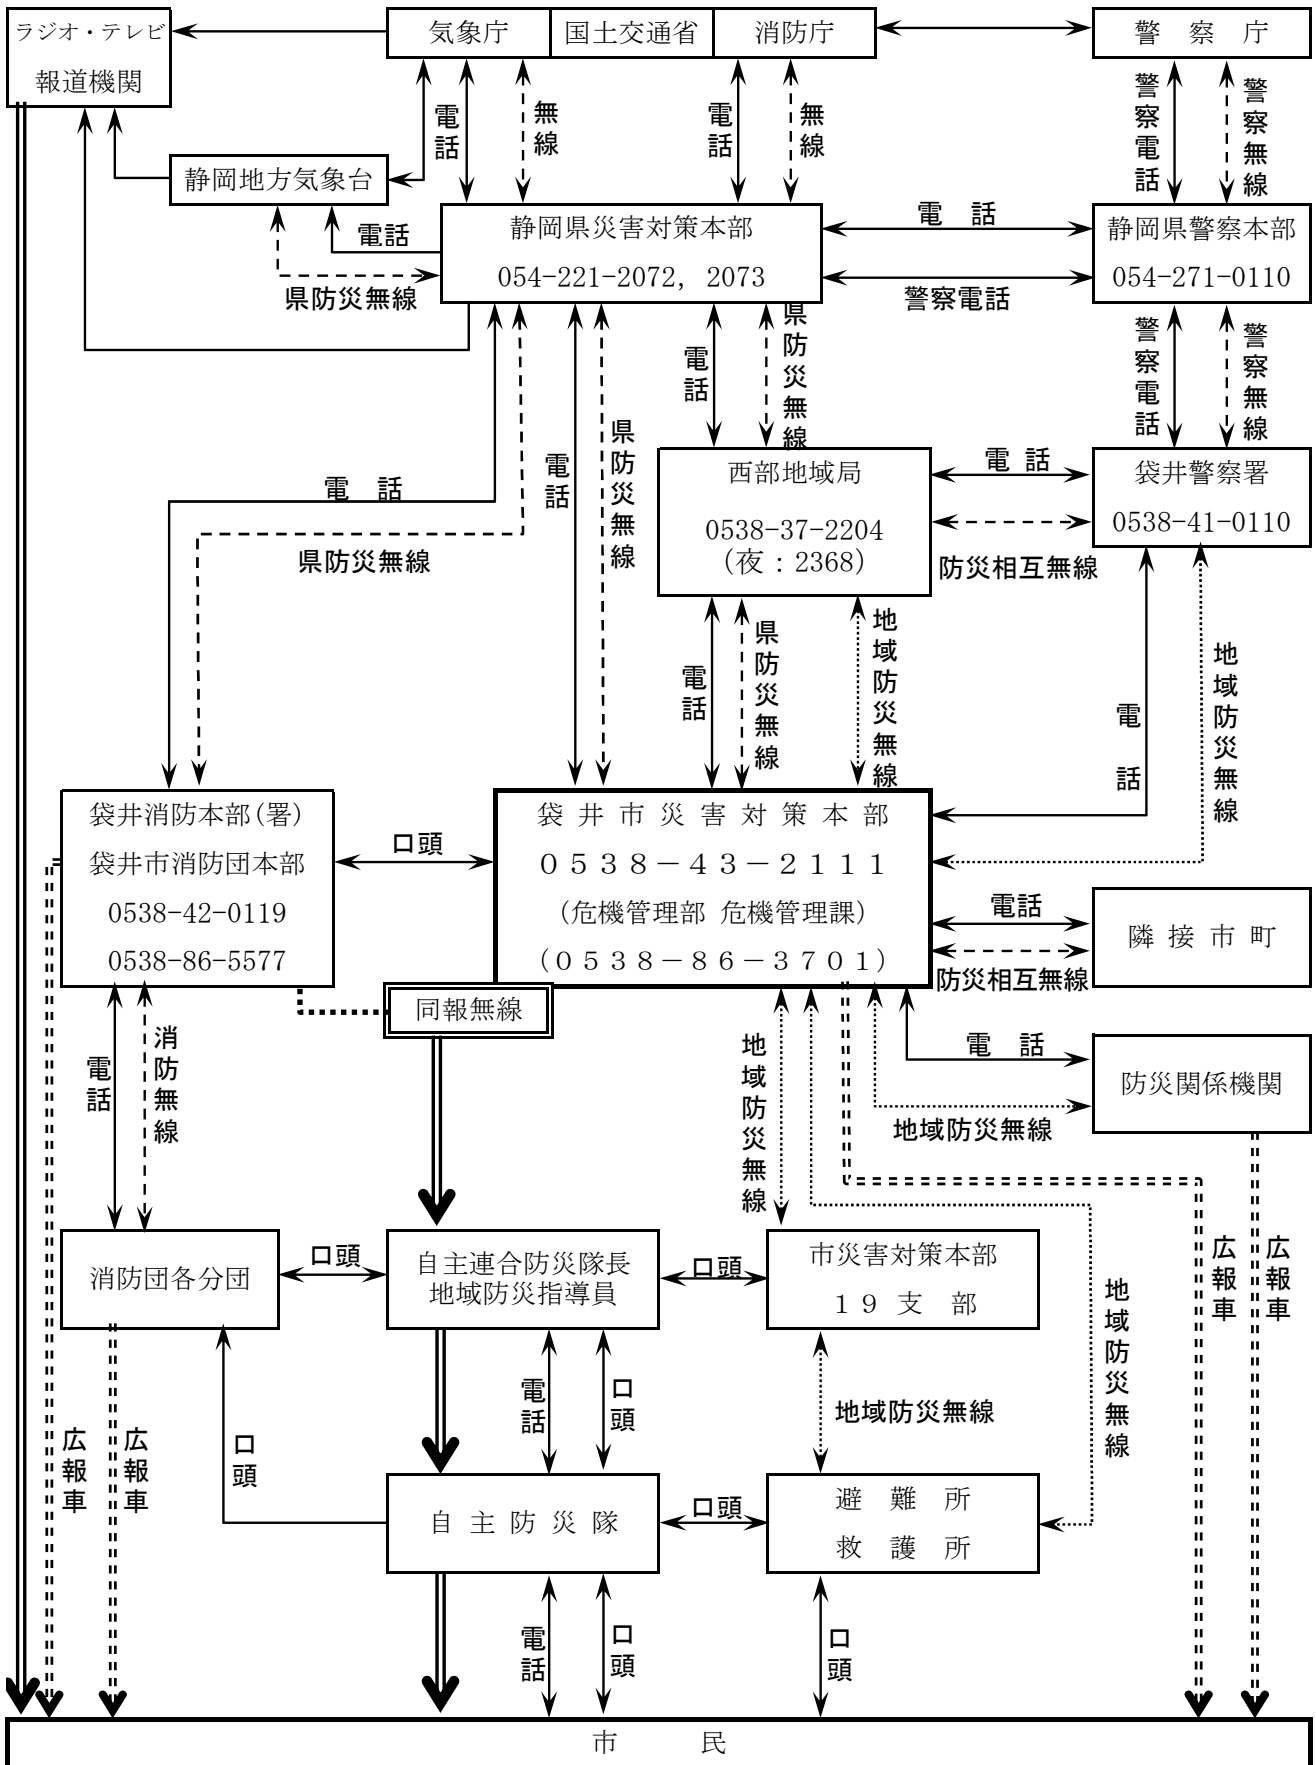 ラジオ・テレビ
報道機関
気象庁
国土交通省
消防庁
警 察 庁
電話
無線
電話
無線
警察電話
警察無線
静岡地方気象台
電話
県防災無線
静岡県災害対策本部
054-221-2072, 2073
電 話
警察電話
静岡県警察本部
054-271-0110
電 話
県防災無線
電話
県防災無線
電話
県防災無線
警察電話
警察無線
西部地域局
0538-37-2204
(夜:2368)
電 話
防災相互無線
袋井警察署
0538-41-0110
電話
県防災無線
地域防災無線
電話
地域防災無線
袋井消防本部(署)
袋井市消防団本部
0538-42-0119
0538-86-5577
口頭
袋井市災害対策本部
0538-43-2111
(危機管理部 危機管理課)
(0538-86-3701)
電話
防災相互無線
隣接市町
同報無線
電話
消防無線
地域防災無線
電 話
地域防災無線
防災関係機関
消防団各分団
口頭
自主連合防災隊長
地域防災指導員
口頭
市災害対策本部
19支 部
地域防災無線
広報車
広報車
広報車
広報車
口頭
電話
口頭
地域防災無線
自主防災隊
口頭
避 難 所
救 護 所
電話
口頭
口頭
市 民